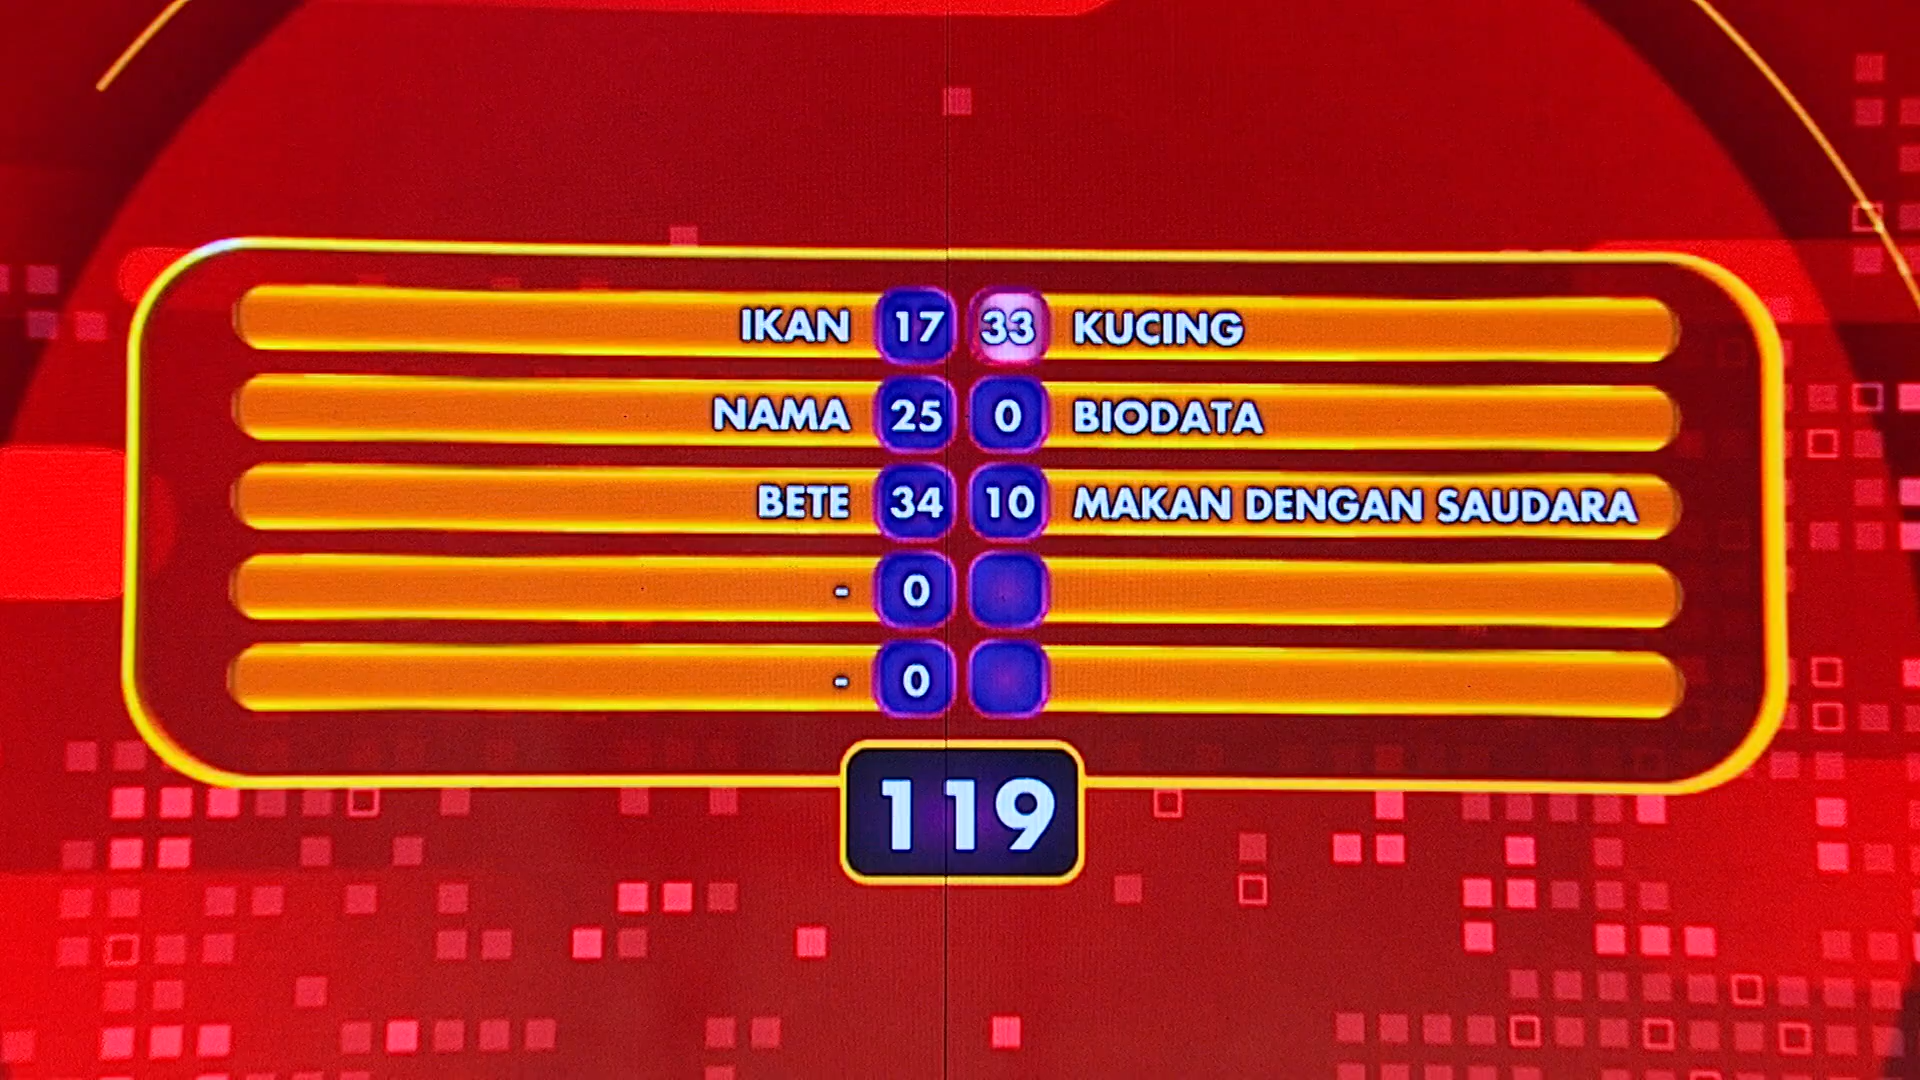 IKAN 17 33 KUCING
NAMA 25 0 BIODATA
BETE 34 10 MAKAN DENGAN SAUDARA
- 0
- 0
119